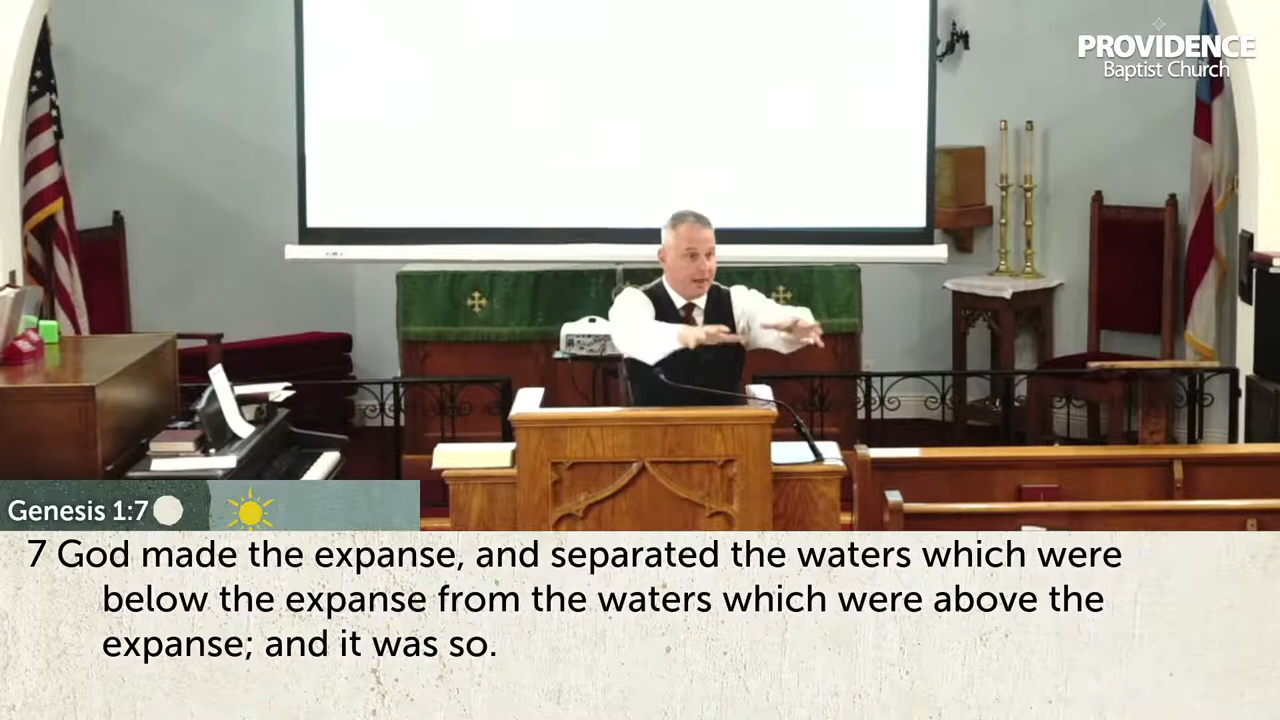 PROVIDENCE
Baptist Church
Genesis 1:7
7 God made the expanse, and separated the waters which were
below the expanse from the waters which were above the
expanse; and it was so.